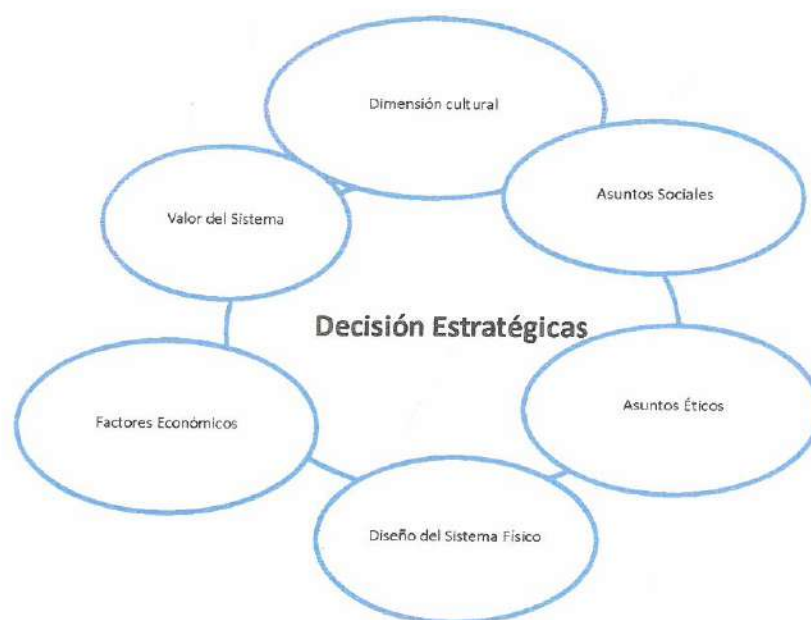 Dimensión cultural
Asuntos Sociales
Valor del Sistema
Decisión Estratégicas
Asuntos Éticos
Factores Económicos
Diseño del Sistema Físico